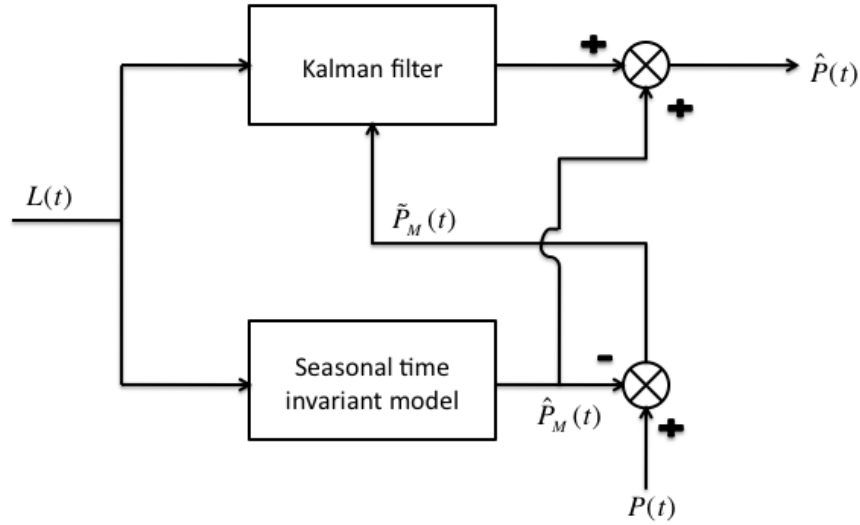 +
Kalman filter
P̂(t)
+
L(t)
P̃_M(t)
Seasonal time
invariant model
-
P̂_M(t)
+
P(t)